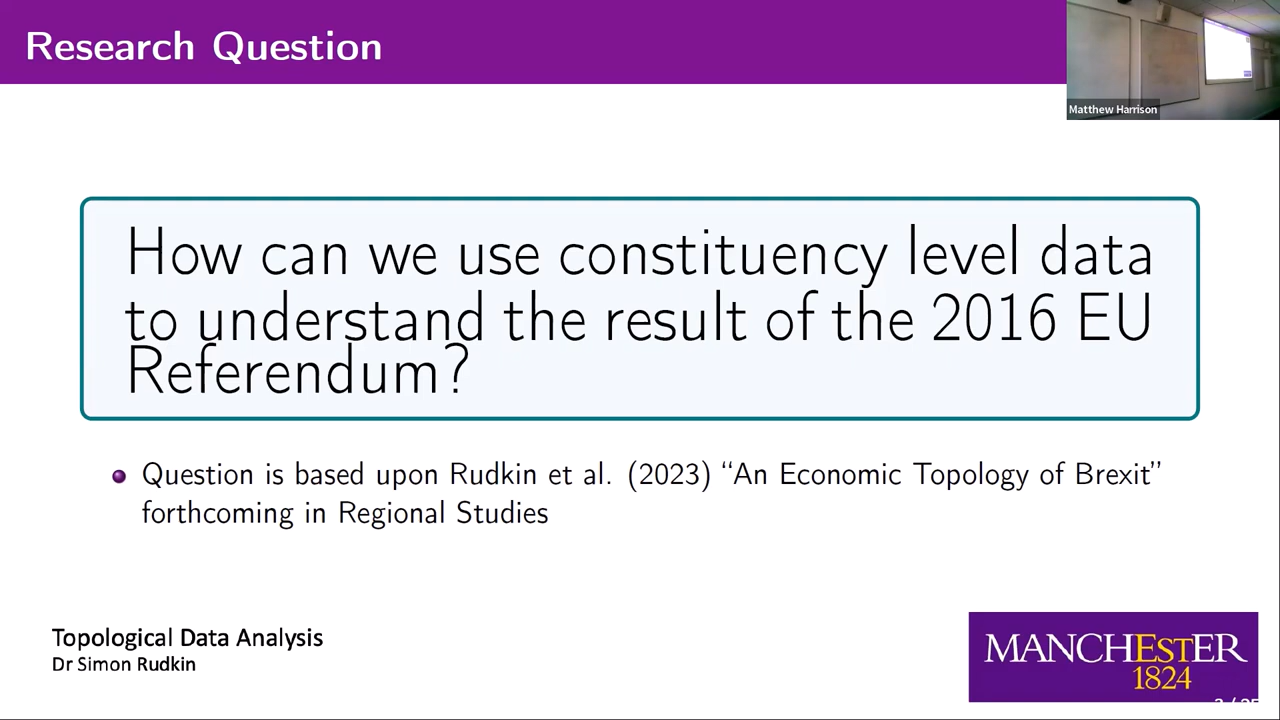 Research Question
Matthew Harrison
How can we use constituency level data
to understand the result of the 2016 EU
Referendum?
Question is based upon Rudkin et al. (2023) “An Economic Topology of Brexit”
forthcoming in Regional Studies
Topological Data Analysis
Dr Simon Rudkin
MANCHESTER
1824